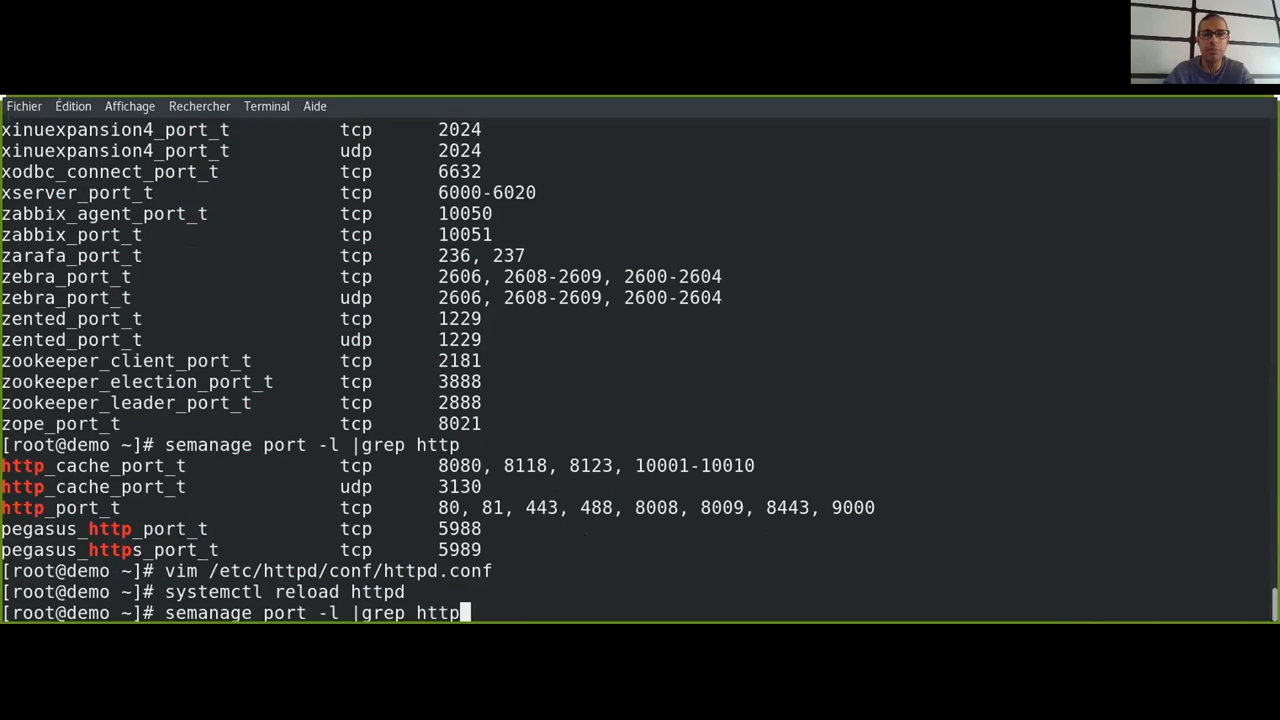 Fichier Édition Affichage Rechercher Terminal Aide
xinuexpansion4_port_t tcp 2024
xinuexpansion4_port_t udp 2024
xodbc_connect_port_t tcp 6632
xserver_port_t tcp 6000-6020
zabbix_agent_port_t tcp 10050
zabbix_port_t tcp 10051
zarafa_port_t tcp 236, 237
zebra_port_t tcp 2606, 2608-2609, 2600-2604
zebra_port_t udp 2606, 2608-2609, 2600-2604
zented_port_t tcp 1229
zented_port_t udp 1229
zookeeper_client_port_t tcp 2181
zookeeper_election_port_t tcp 3888
zookeeper_leader_port_t tcp 2888
zope_port_t tcp 8021
[root@demo ~]# semanage port -l |grep http
http_cache_port_t tcp 8080, 8118, 8123, 10001-10010
http_cache_port_t udp 3130
http_port_t tcp 80, 81, 443, 488, 8008, 8009, 8443, 9000
pegasus_http_port_t tcp 5988
pegasus_https_port_t tcp 5989
[root@demo ~]# vim /etc/httpd/conf/httpd.conf
[root@demo ~]# systemctl reload httpd
[root@demo ~]# semanage port -l |grep http